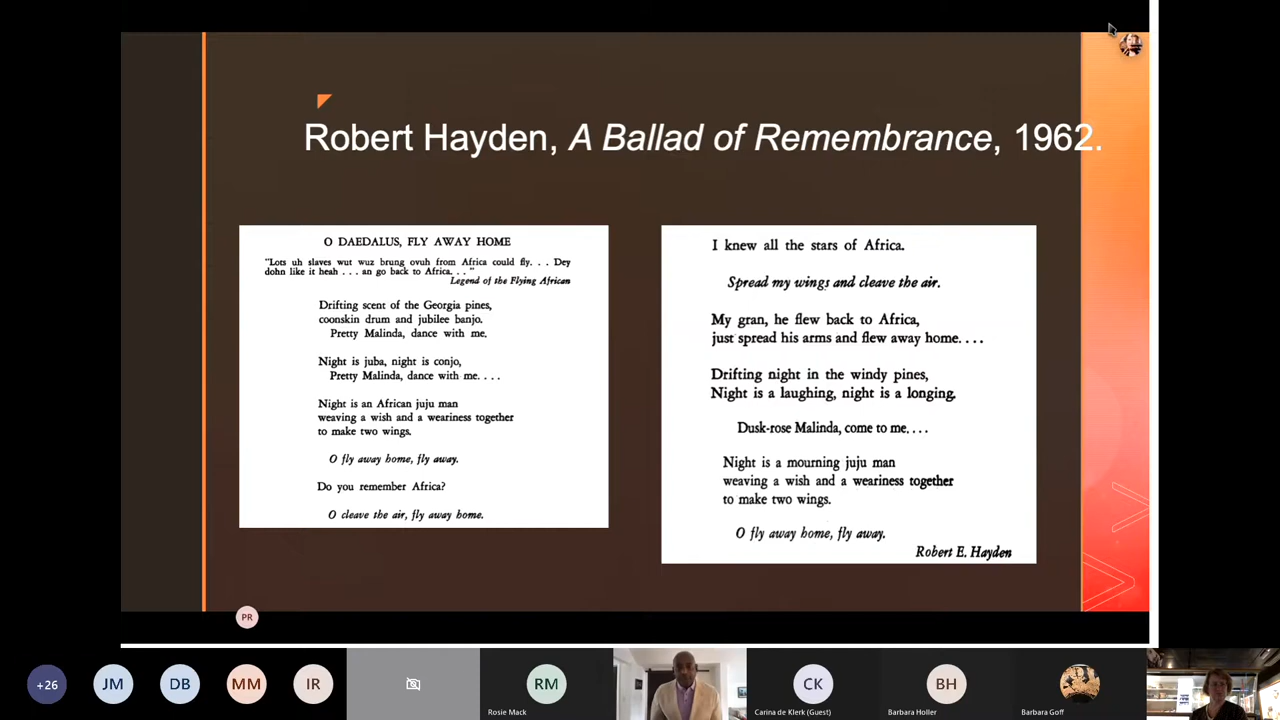 Robert Hayden, A Ballad of Remembrance, 1962.
O DAEDALUS, FLY AWAY HOME
"Lots uh slaves wut wuz brung ovuh from Africa could fly. . . Dey
dohn like it heah . . . an go back to Africa. . ."
Legend of the Flying African
Drifting scent of the Georgia pines,
coonskin drum and jubilee banjo.
Pretty Malinda, dance with me.
Night is juba, night is conjo,
Pretty Malinda, dance with me. . . .
Night is an African juju man
weaving a wish and a weariness together
to make two wings.
O fly away home, fly away.
Do you remember Africa?
O cleave the air, fly away home.
I knew all the stars of Africa.
Spread my wings and cleave the air.
My gran, he flew back to Africa,
just spread his arms and flew away home. . . .
Drifting night in the windy pines,
Night is a laughing, night is a longing.
Dusk-rose Malinda, come to me. . . .
Night is a mourning juju man
weaving a wish and a weariness together
to make two wings.
O fly away home, fly away.
Robert E. Hayden
PR
+26
JM
DB
MM
IR
RM
Rosie Mack
CK
Carina de Klerk (Guest)
BH
Barbara Holler
Barbara Goff